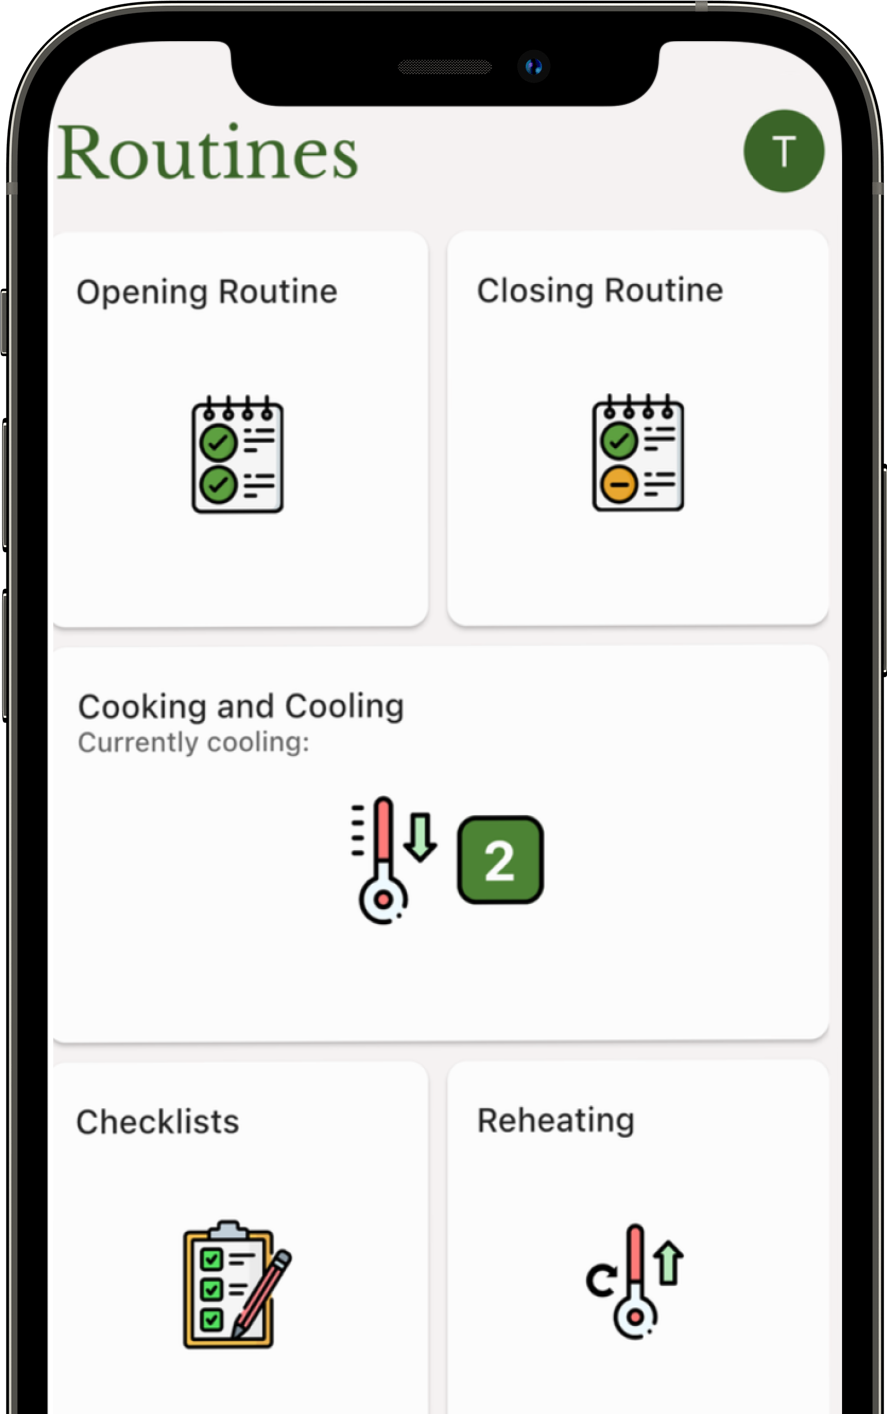 Routines
T
Opening Routine
Closing Routine
Cooking and Cooling
Currently cooling:
2
Checklists
Reheating